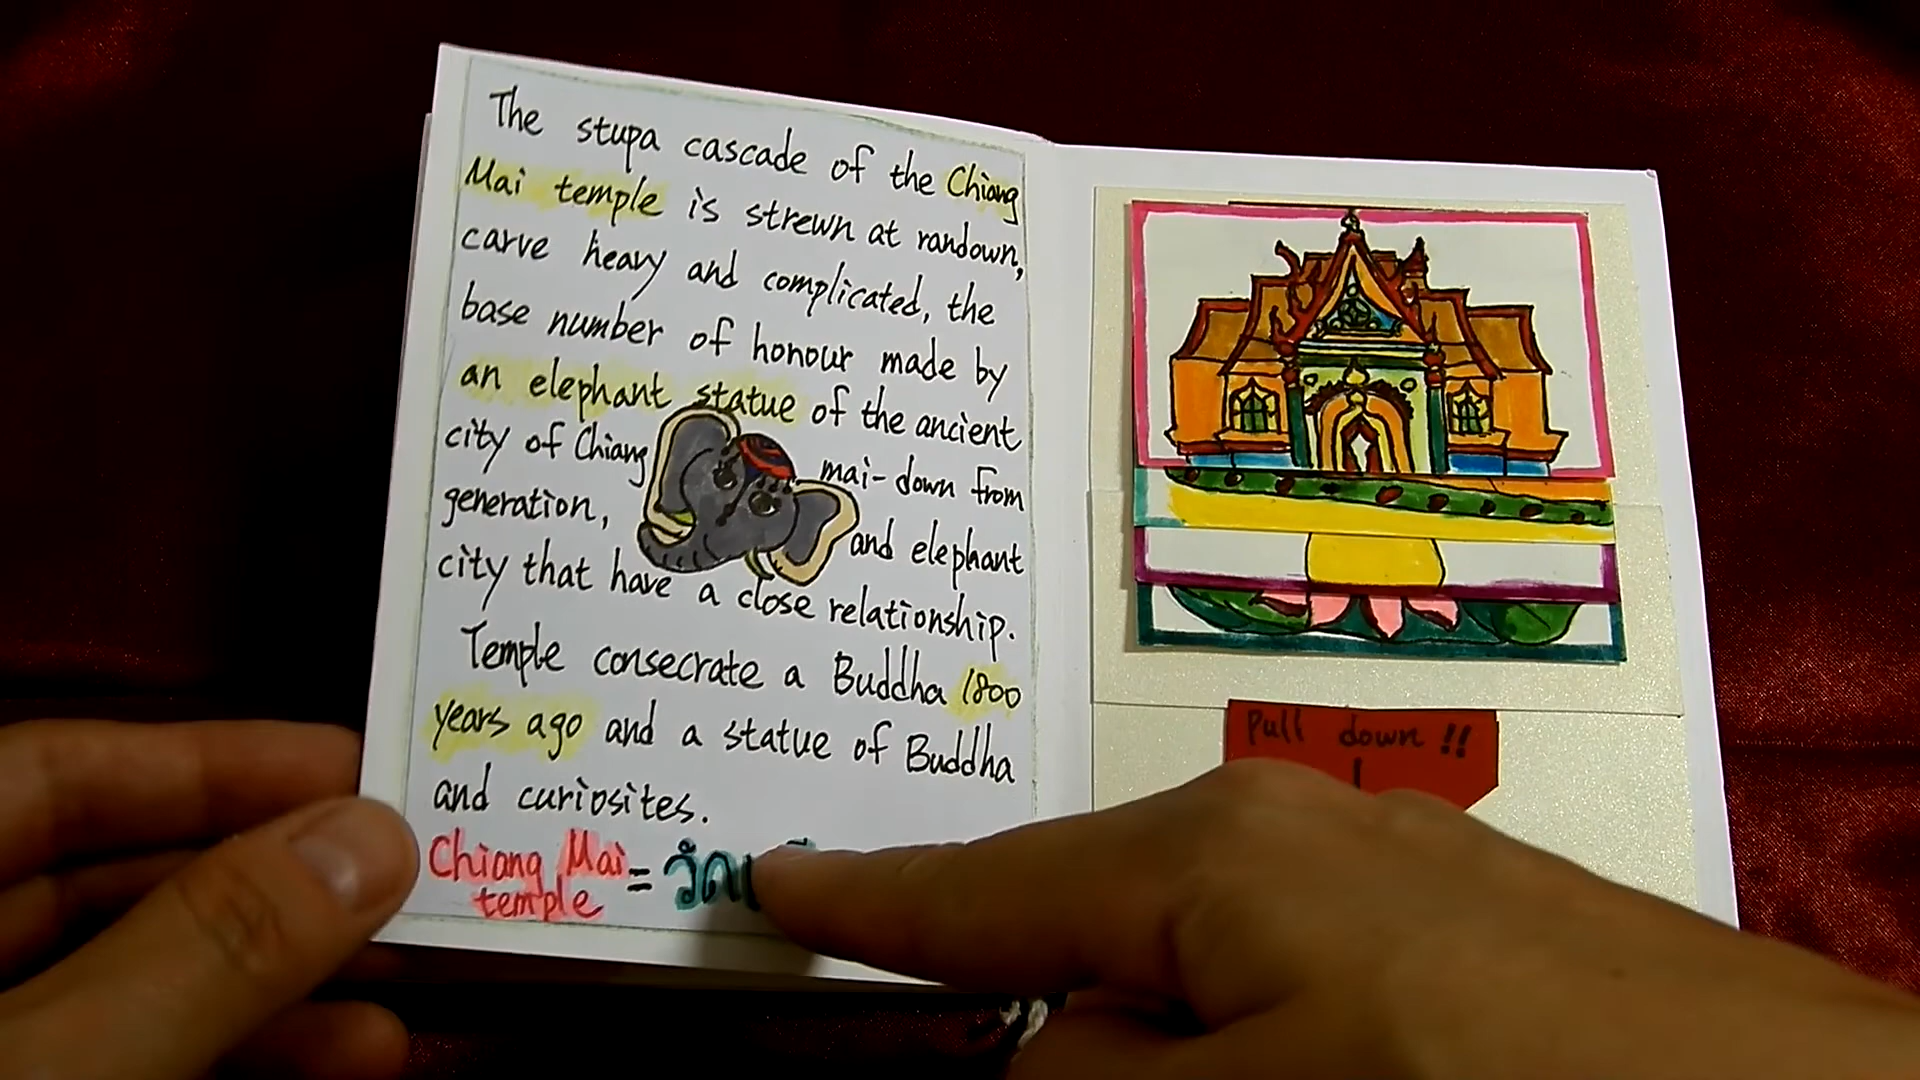 The stupa cascade of the Chiang
Mai temple is strewn at randown,
carve heavy and complicated, the
base number of honour made by
an elephant statue of the ancient
city of Chiang mai-down from
generation, and elephant
city that have a close relationship.
Temple consecrate a Buddha 1800
years ago and a statue of Buddha
and curiosites.
Chiang Mai
temple = วัด
Pull down !!